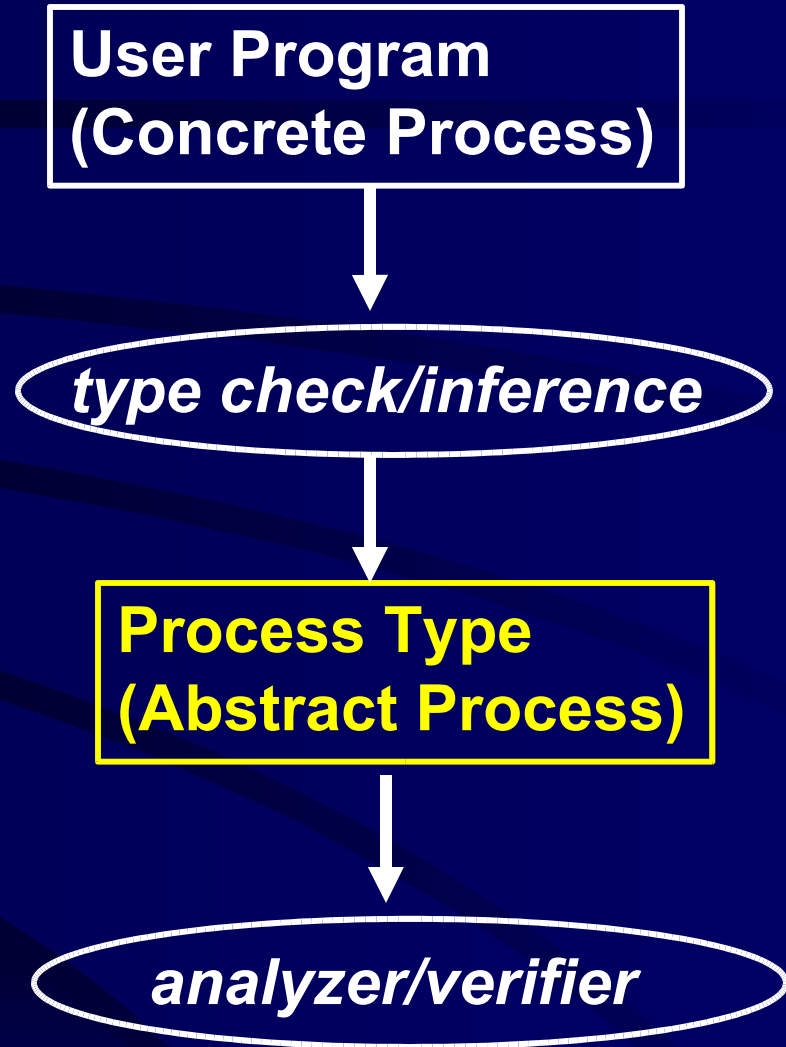 User Program
(Concrete Process)
type check/inference
Process Type
(Abstract Process)
analyzer/verifier